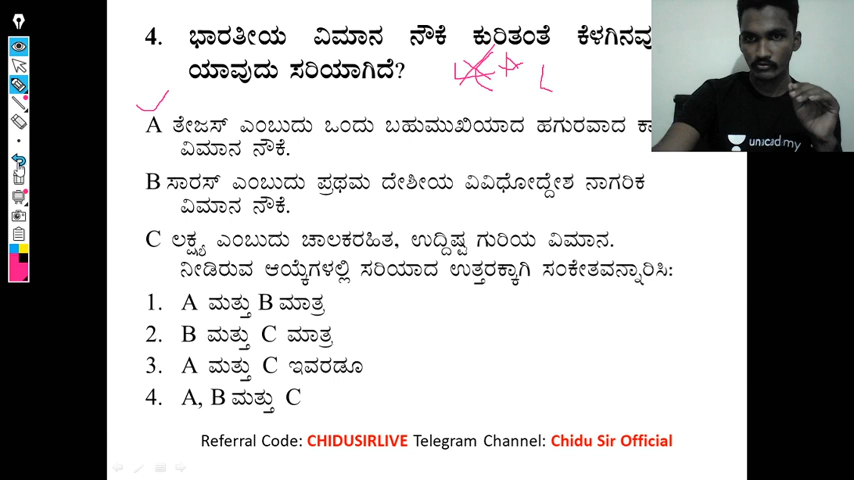 4. ಭಾರತೀಯ ವಿಮಾನ ನೌಕೆ ಕುರಿತಂತೆ ಕೆಳಗಿನವು
ಯಾವುದು ಸರಿಯಾಗಿದೆ?
A ತೇಜಸ್ ಎಂಬುದು ಒಂದು ಬಹುಮುಖಿಯಾದ ಹಗುರವಾದ
ವಿಮಾನ ನೌಕೆ.
B ಸಾರಸ್ ಎಂಬುದು ಪ್ರಥಮ ದೇಶೀಯ ವಿವಿಧೋದ್ದೇಶ ನಾಗರಿಕ
ವಿಮಾನ ನೌಕೆ.
C ಲಕ್ಷ್ಯ ಎಂಬುದು ಚಾಲಕರಹಿತ, ಉದ್ದಿಷ್ಟ ಗುರಿಯ ವಿಮಾನ.
ನೀಡಿರುವ ಆಯ್ಕೆಗಳಲ್ಲಿ ಸರಿಯಾದ ಉತ್ತರಕ್ಕಾಗಿ ಸಂಕೇತವನ್ನಾರಿಸಿ:
1. A ಮತ್ತು B ಮಾತ್ರ
2. B ಮತ್ತು C ಮಾತ್ರ
3. A ಮತ್ತು C ಇವರಡೂ
4. A, B ಮತ್ತು C
Referral Code: CHIDUSIRLIVE Telegram Channel: Chidu Sir Official
unacademy